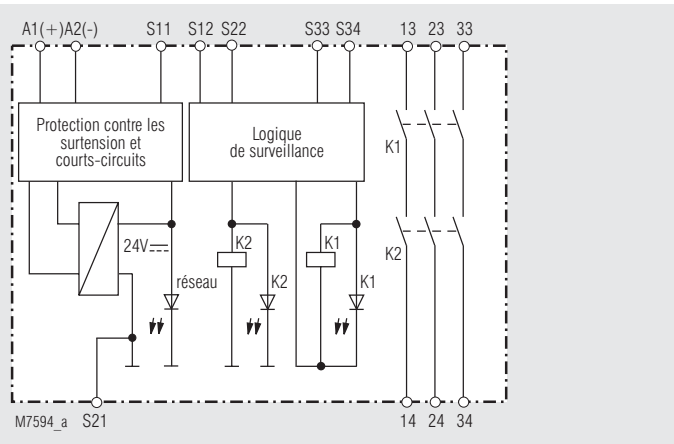 A1(+) A2(-) S11 S12 S22 S33 S34 13 23 33
Protection contre les
surtension et
courts-circuits
Logique
de surveillance
K1
24V
K2
K1
K2
réseau
K2
K1
M7594_a S21 14 24 34